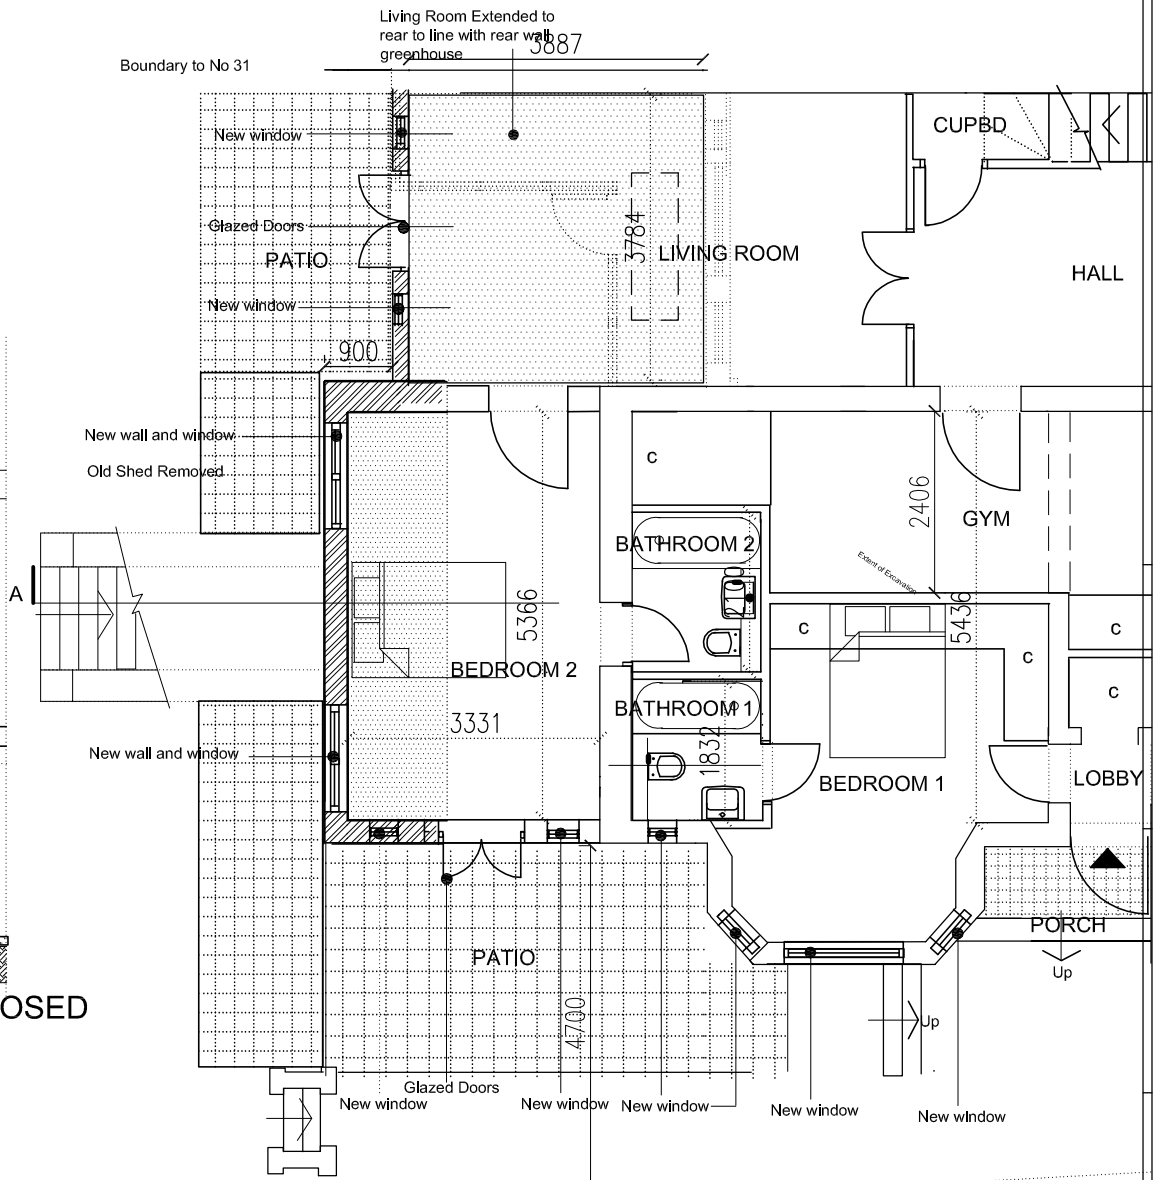 Living Room Extended to
rear to line with rear wall
greenhouse
3887
Boundary to No 31
New window
CUPBD
Glazed Doors
3784
LIVING ROOM
PATIO
HALL
New window
900
New wall and window
Old Shed Removed
c
2406
GYM
BATHROOM 2
Extent of Excavation
A
5366
5436
c
c
c
BEDROOM 2
c
BATHROOM 1
3331
1832
New wall and window
BEDROOM 1
LOBBY
PORCH
PATIO
Up
OSED
4700
Up
Glazed Doors
New window
New window
New window
New window
New window